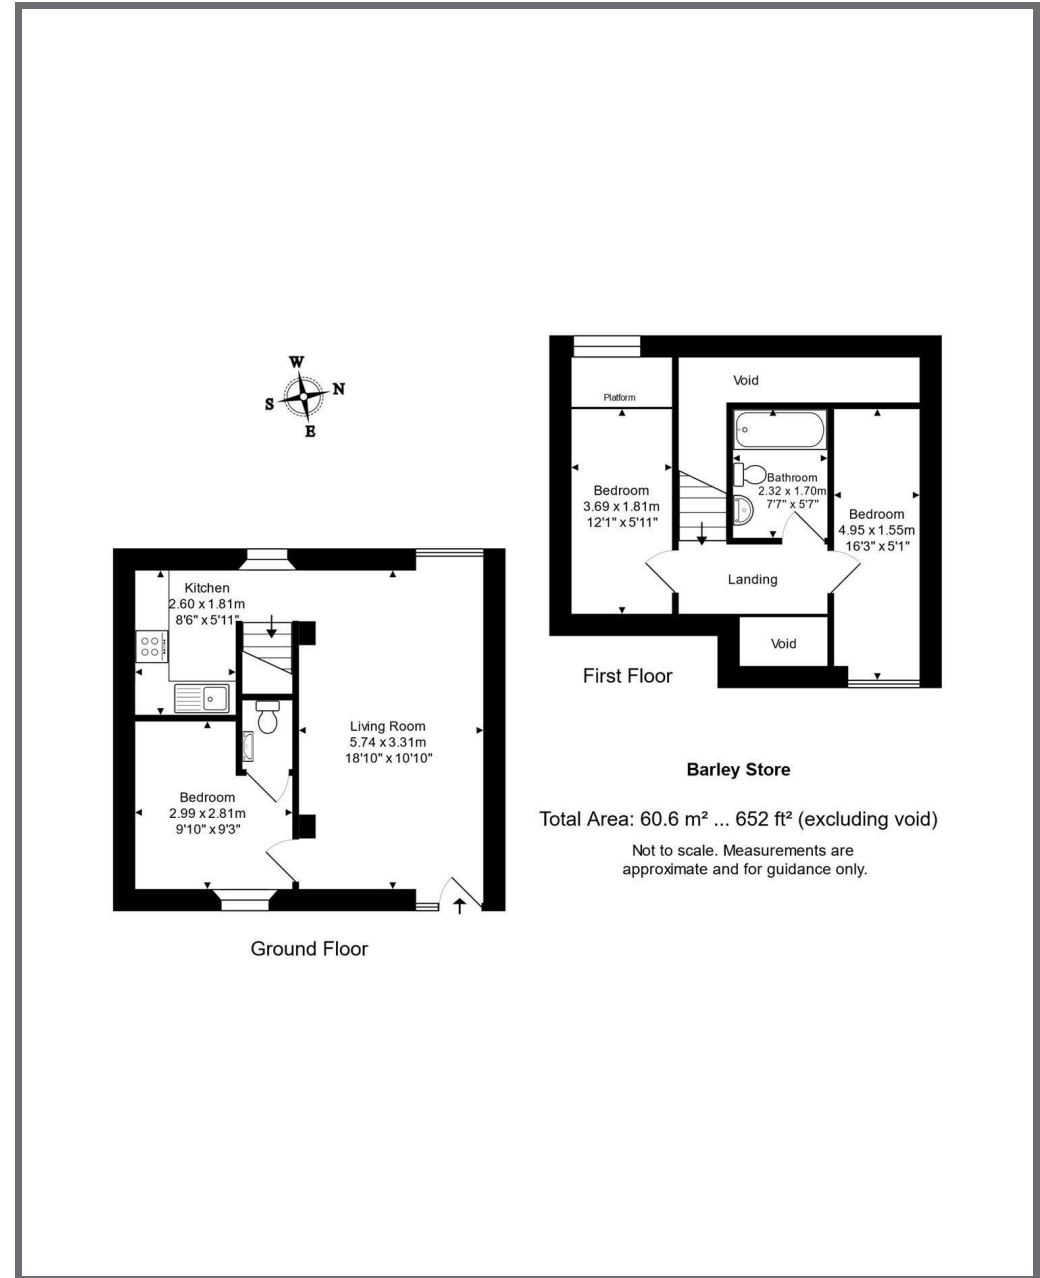 W
N
S
E
Void
Platform
Bedroom
3.69 x 1.81m
12'1" x 5'11"
Bathroom
2.32 x 1.70m
7'7" x 5'7"
Bedroom
4.95 x 1.55m
16'3" x 5'1"
Landing
Void
First Floor
Kitchen
2.60 x 1.81m
8'6" x 5'11"
Living Room
5.74 x 3.31m
18'10" x 10'10"
Bedroom
2.99 x 2.81m
9'10" x 9'3"
Ground Floor
Barley Store
Total Area: 60.6 m² ... 652 ft² (excluding void)
Not to scale. Measurements are
approximate and for guidance only.